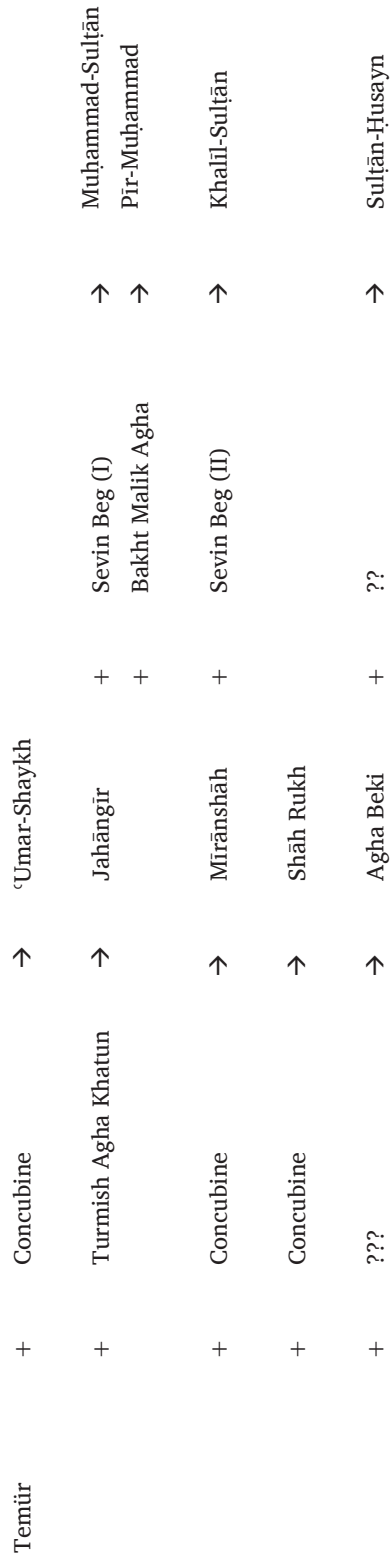 Temür + Concubine → ʿUmar-Shaykh
+ Turmish Agha Khatun → Jahāngīr + Sevin Beg (I) → Muḥammad-Sulṭān
+ Bakht Malik Agha → Pīr-Muḥammad
+ Concubine → Mīrānshāh + Sevin Beg (II) → Khalīl-Sulṭān
+ Concubine → Shāh Rukh
+ ??? → Agha Beki + ?? → Sulṭān-Ḥusayn